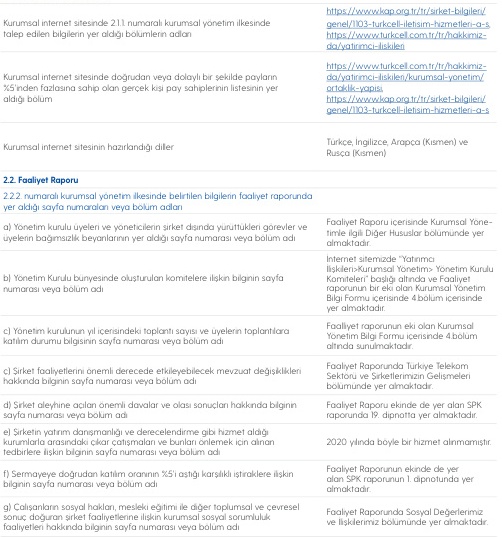 Kurumsal internet sitesinde 2.1.1. numaralı kurumsal yönetim ilkesinde
talep edilen bilgilerin yer aldığı bölümlerin adları
https://www.kap.org.tr/tr/sirket-bilgileri/
genel/1103-turkcell-iletisim-hizmetleri-a-s,
https://www.turkcell.com.tr/tr/hakkimiz-
da/yatirimci-iliskileri
Kurumsal internet sitesinde doğrudan veya dolaylı bir şekilde payların
%5'inden fazlasına sahip olan gerçek kişi pay sahiplerinin listesinin yer
aldığı bölüm
https://www.turkcell.com.tr/tr/hakkimiz-
da/yatirimci-iliskileri/kurumsal-yonetim/
ortaklik-yapisi,
https://www.kap.org.tr/tr/sirket-bilgileri/
genel/1103-turkcell-iletisim-hizmetleri-a-s
Kurumsal internet sitesinin hazırlandığı diller
Türkçe, İngilizce, Arapça (Kısmen) ve
Rusça (Kısmen)
2.2. Faaliyet Raporu
2.2.2. numaralı kurumsal yönetim ilkesinde belirtilen bilgilerin faaliyet raporunda
yer aldığı sayfa numaraları veya bölüm adları
a) Yönetim kurulu üyeleri ve yöneticilerin şirket dışında yürüttükleri görevler ve
üyelerin bağımsızlık beyanlarının yer aldığı sayfa numarası veya bölüm adı
Faaliyet Raporu içerisinde Kurumsal Yöne-
timle ilgili Diğer Hususlar bölümünde yer
almaktadır.
b) Yönetim Kurulu bünyesinde oluşturulan komitelere ilişkin bilginin sayfa
numarası veya bölüm adı
İnternet sitemizde "Yatırımcı
İlişkileri>Kurumsal Yönetim> Yönetim Kurulu
Komiteleri" başlığı altında ve Faaliyet
raporunun bir eki olan Kurumsal Yönetim
Bilgi Formu içerisinde 4.bölüm içerisinde
yer almaktadır.
c) Yönetim kurulunun yıl içerisindeki toplantı sayısı ve üyelerin toplantılara
katılım durumu bilgisinin sayfa numarası veya bölüm adı
Faalliyet raporunun eki olan Kurumsal
Yönetim Bilgi Formu içerisinde 4.bölüm
altında sunulmaktadır.
ç) Şirket faaliyetlerini önemli derecede etkileyebilecek mevzuat değişiklikleri
hakkında bilginin sayfa numarası veya bölüm adı
Faaliyet Raporunda Türkiye Telekom
Sektörü ve Şirketlerimizin Gelişmeleri
bölümünde yer almaktadır.
d) Şirket aleyhine açılan önemli davalar ve olası sonuçları hakkında bilginin
sayfa numarası veya bölüm adı
Faaliyet Raporu ekinde de yer alan SPK
raporunda 19. dipnotta yer almaktadır.
e) Şirketin yatırım danışmanlığı ve derecelendirme gibi hizmet aldığı
kurumlarla arasındaki çıkar çatışmaları ve bunları önlemek için alınan
tedbirlere ilişkin bilginin sayfa numarası veya bölüm adı
2020 yılında böyle bir hizmet alınmamıştır.
f) Sermayeye doğrudan katılım oranının %5'i aştığı karşılıklı iştiraklere ilişkin
bilginin sayfa numarası veya bölüm adı
Faaliyet Raporunun ekinde de yer
alan SPK raporunun 1. dipnotunda yer
almaktadır.
g) Çalışanların sosyal hakları, mesleki eğitimi ile diğer toplumsal ve çevresel
sonuç doğuran şirket faaliyetlerine ilişkin kurumsal sosyal sorumluluk
faaliyetleri hakkında bilginin sayfa numarası veya bölüm adı
Faaliyet Raporunda Sosyal Değerlerimiz
ve İlişkilerimiz bölümünde yer almaktadır.